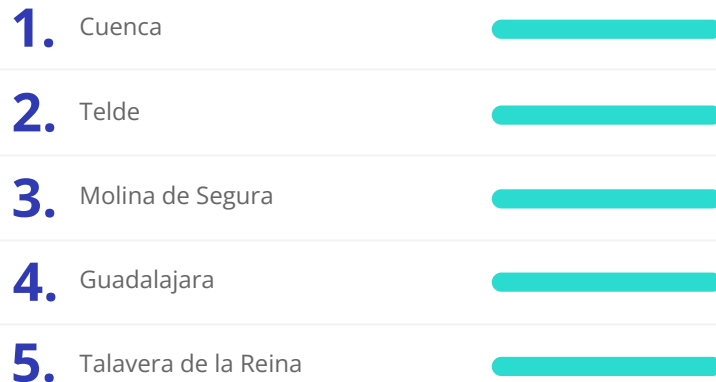 1. Cuenca
2. Telde
3. Molina de Segura
4. Guadalajara
5. Talavera de la Reina